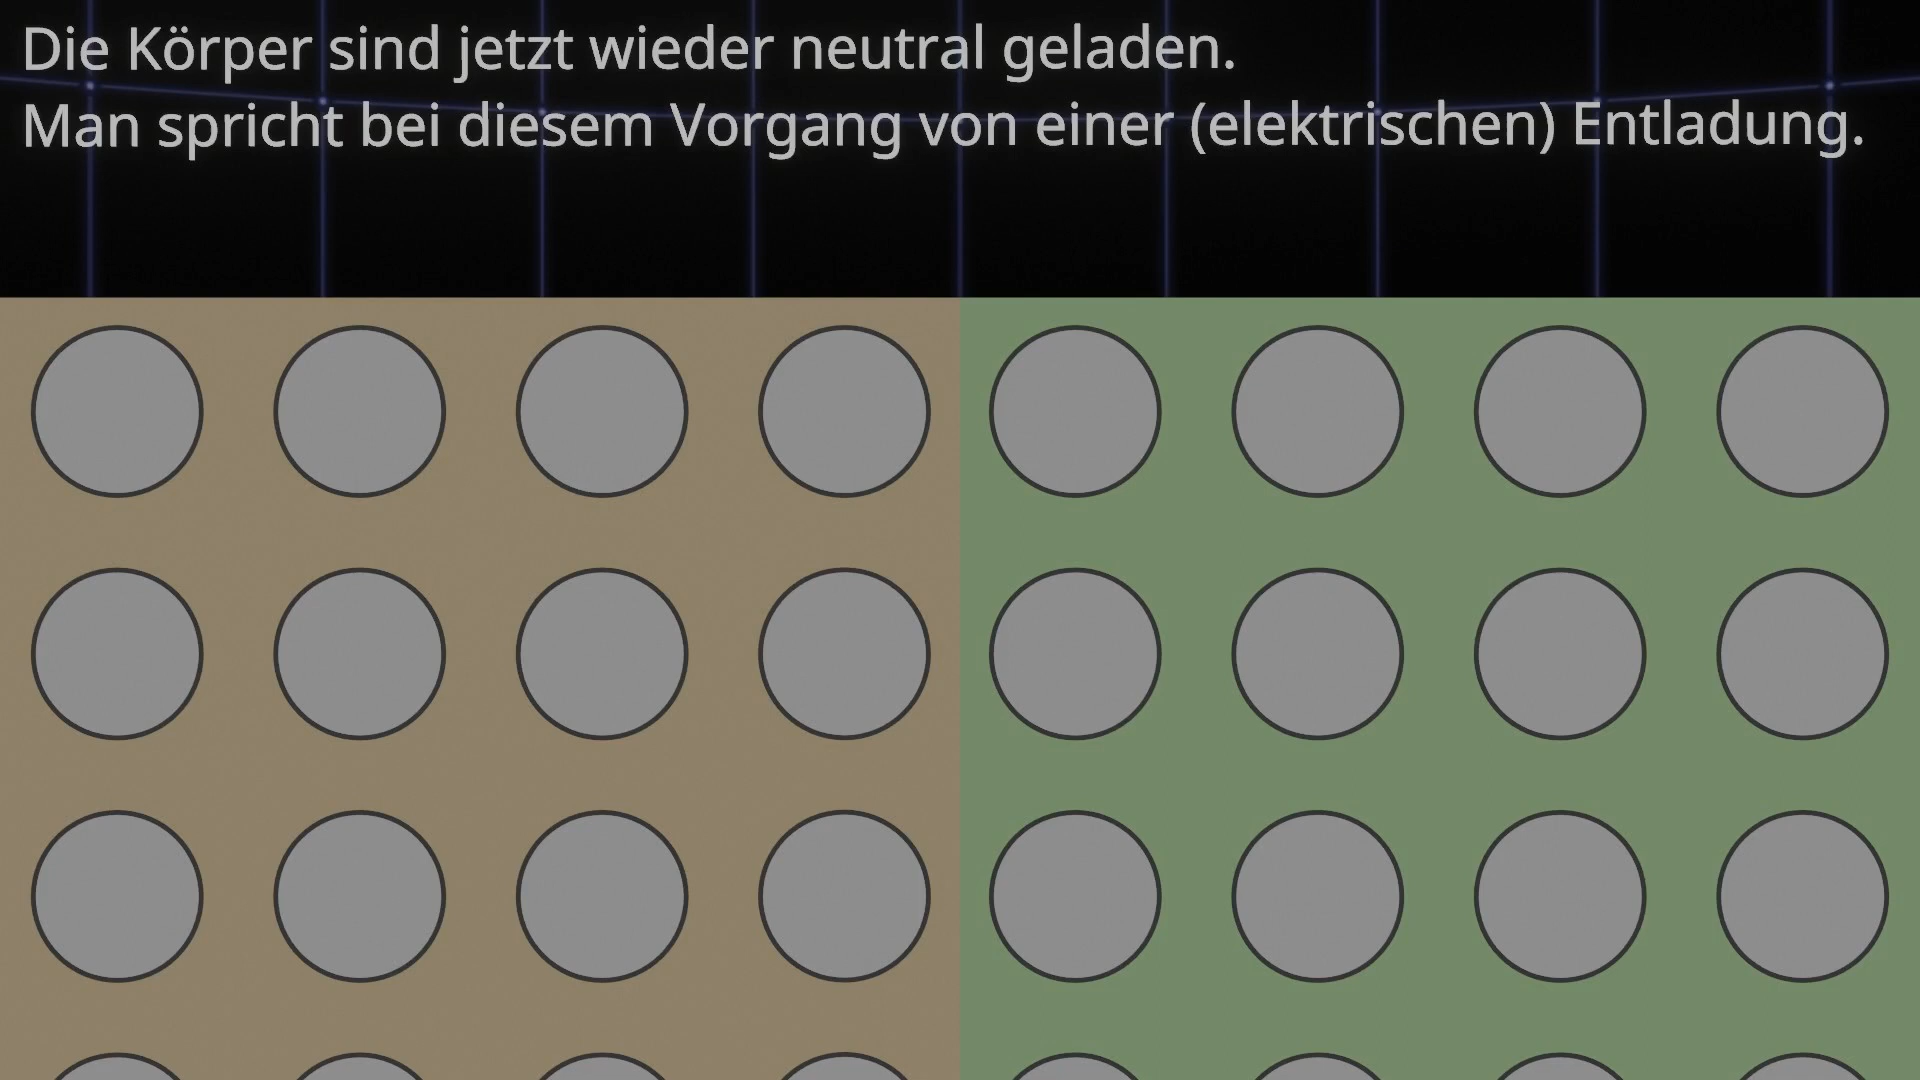 Die Körper sind jetzt wieder neutral geladen.
Man spricht bei diesem Vorgang von einer (elektrischen) Entladung.